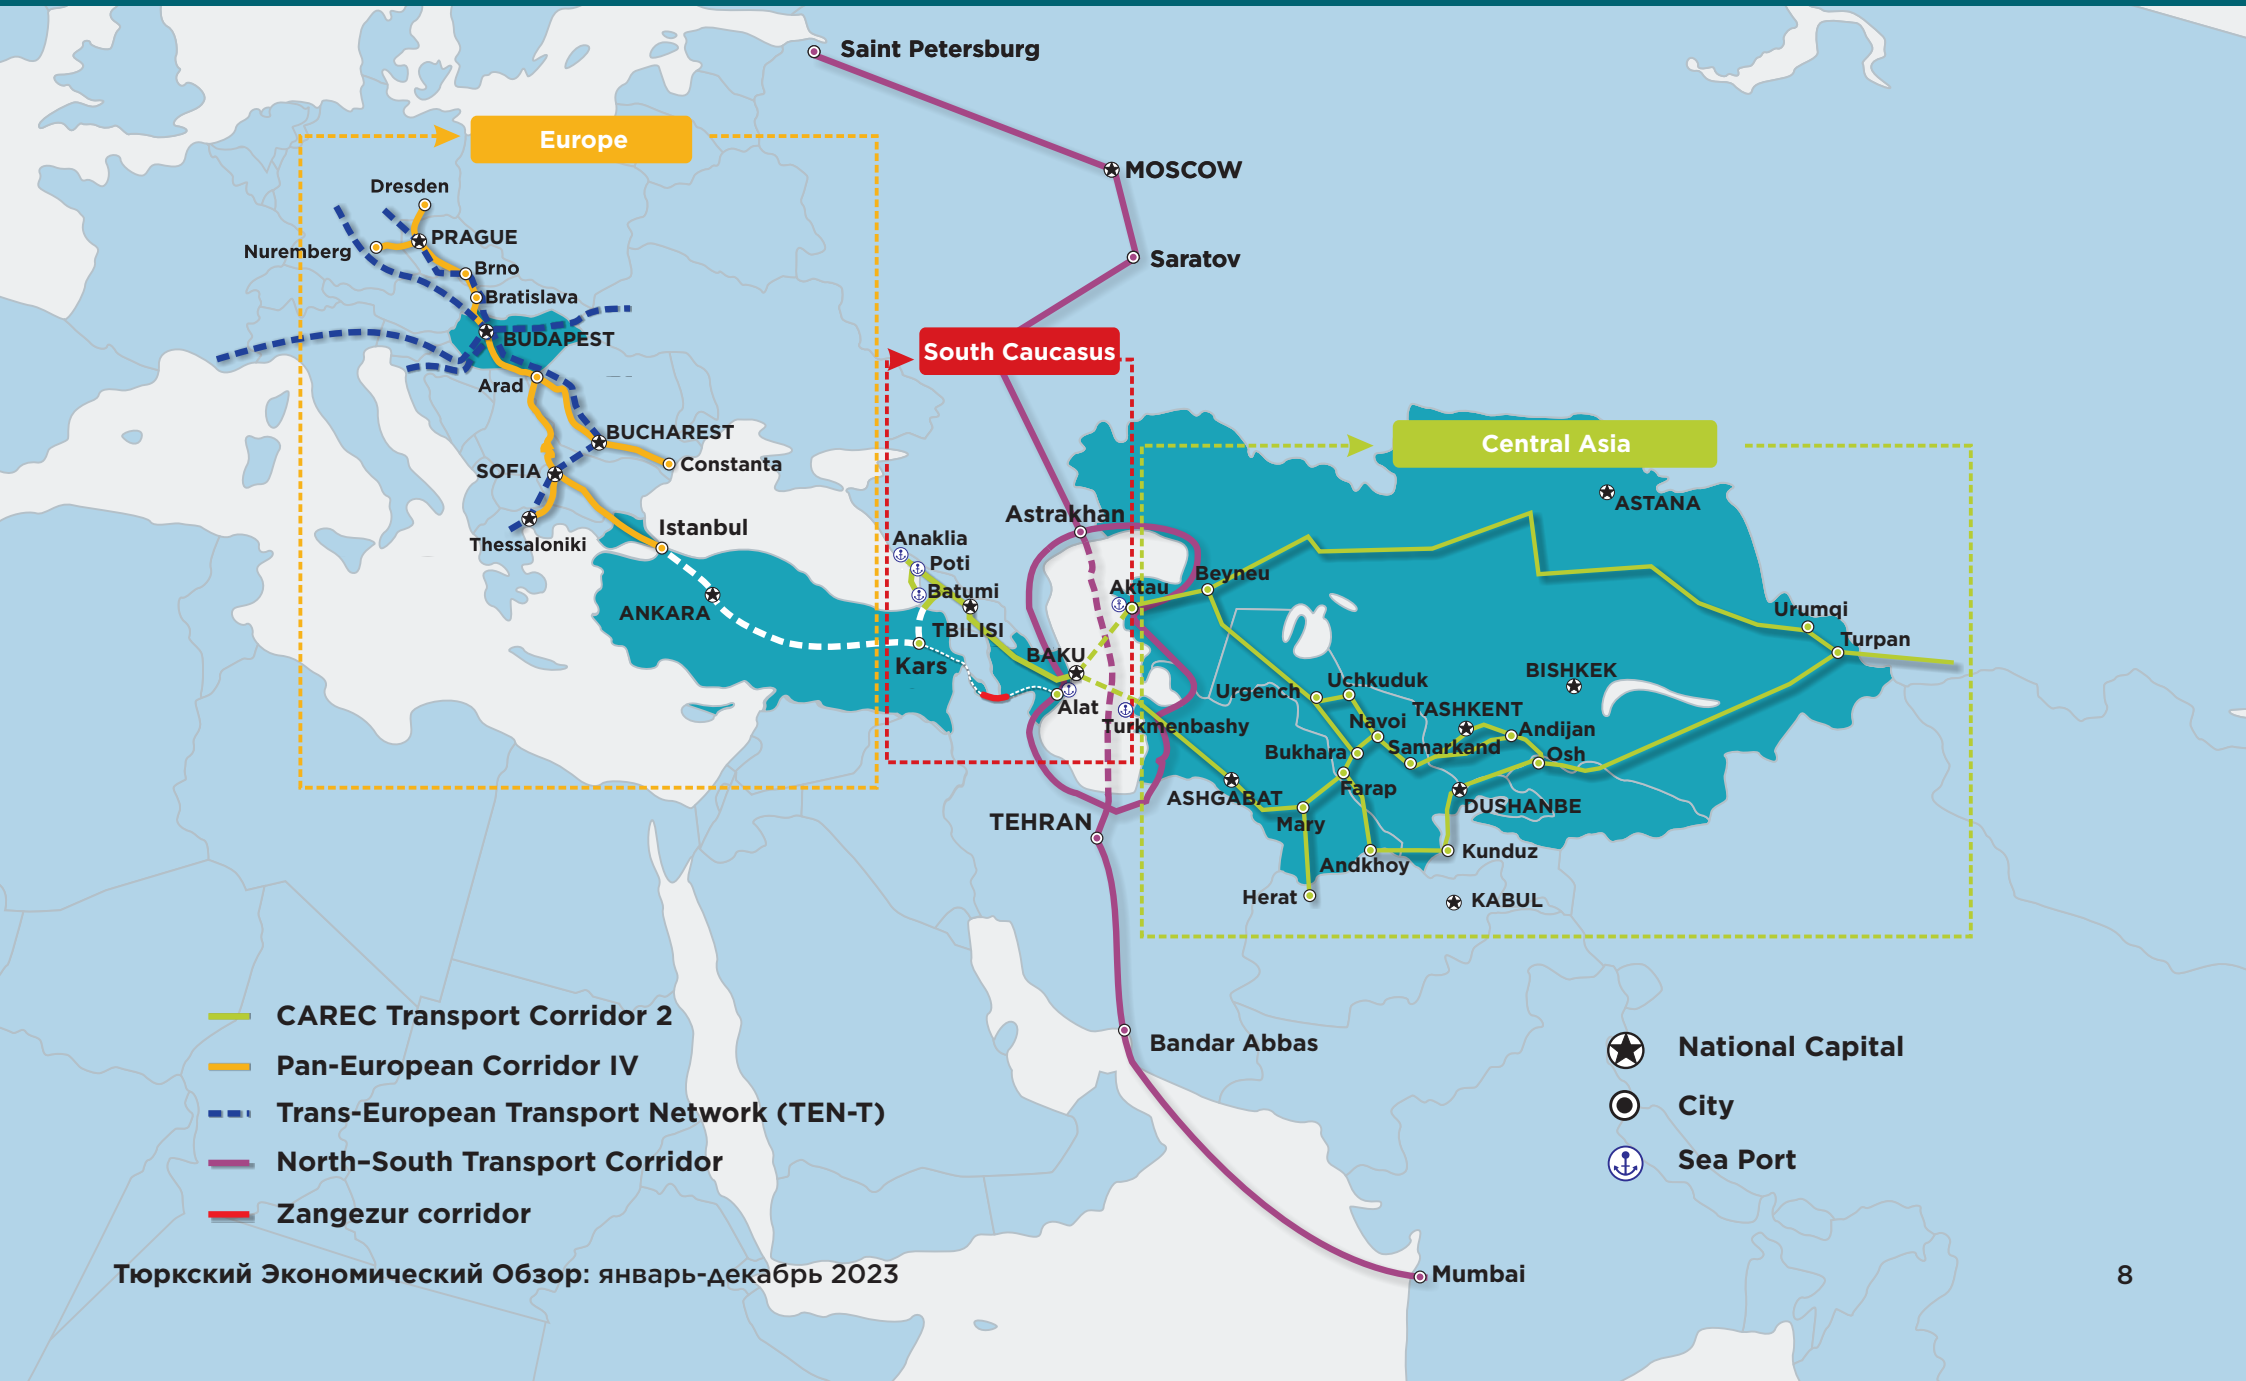 Saint Petersburg
Europe
MOSCOW
Dresden
PRAGUE
Nuremberg
Brno
Saratov
Bratislava
BUDAPEST
South Caucasus
Arad
BUCHAREST
Central Asia
Constanta
SOFIA
ASTANA
Astrakhan
Istanbul
Thessaloniki
Anaklia
Poti
Beyneu
Aktau
Batumi
ANKARA
Urumqi
TBILISI
Turpan
BAKU
Kars
BISHKEK
Uchkuduk
Urgench
Alat
TASHKENT
Navoi
Turkmenbashy
Andijan
Samarkand
Bukhara
Osh
Farap
ASHGABAT
DUSHANBE
TEHRAN
Mary
Kunduz
Andkhoy
Herat
KABUL
CAREC Transport Corridor 2
Pan-European Corridor IV
Trans-European Transport Network (TEN-T)
North–South Transport Corridor
Zangezur corridor
Bandar Abbas
National Capital
City
Sea Port
Mumbai
Тюркский Экономический Обзор: январь-декабрь 2023
8